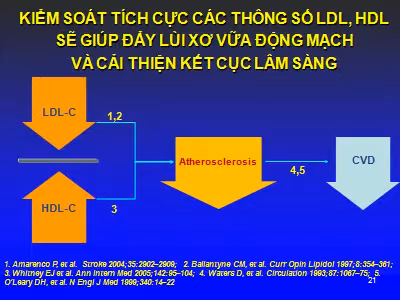 KIỂM SOÁT TÍCH CỰC CÁC THÔNG SỐ LDL, HDL
SẼ GIÚP ĐẨY LÙI XƠ VỮA ĐỘNG MẠCH
VÀ CẢI THIỆN KẾT CỤC LÂM SÀNG
LDL-C
1,2
Atherosclerosis
4,5
CVD
HDL-C
3
1. Amarenco P, et al. Stroke 2004;35:2902–2909; 2. Ballantyne CM, et al. Curr Opin Lipidol 1997;8:354–361;
3. Whitney EJ et al. Ann Intern Med 2005;142:95–104; 4. Waters D, et al. Circulation 1993;87:1067–75; 5.
O'Leary DH, et al. N Engl J Med 1999;340:14–22
21